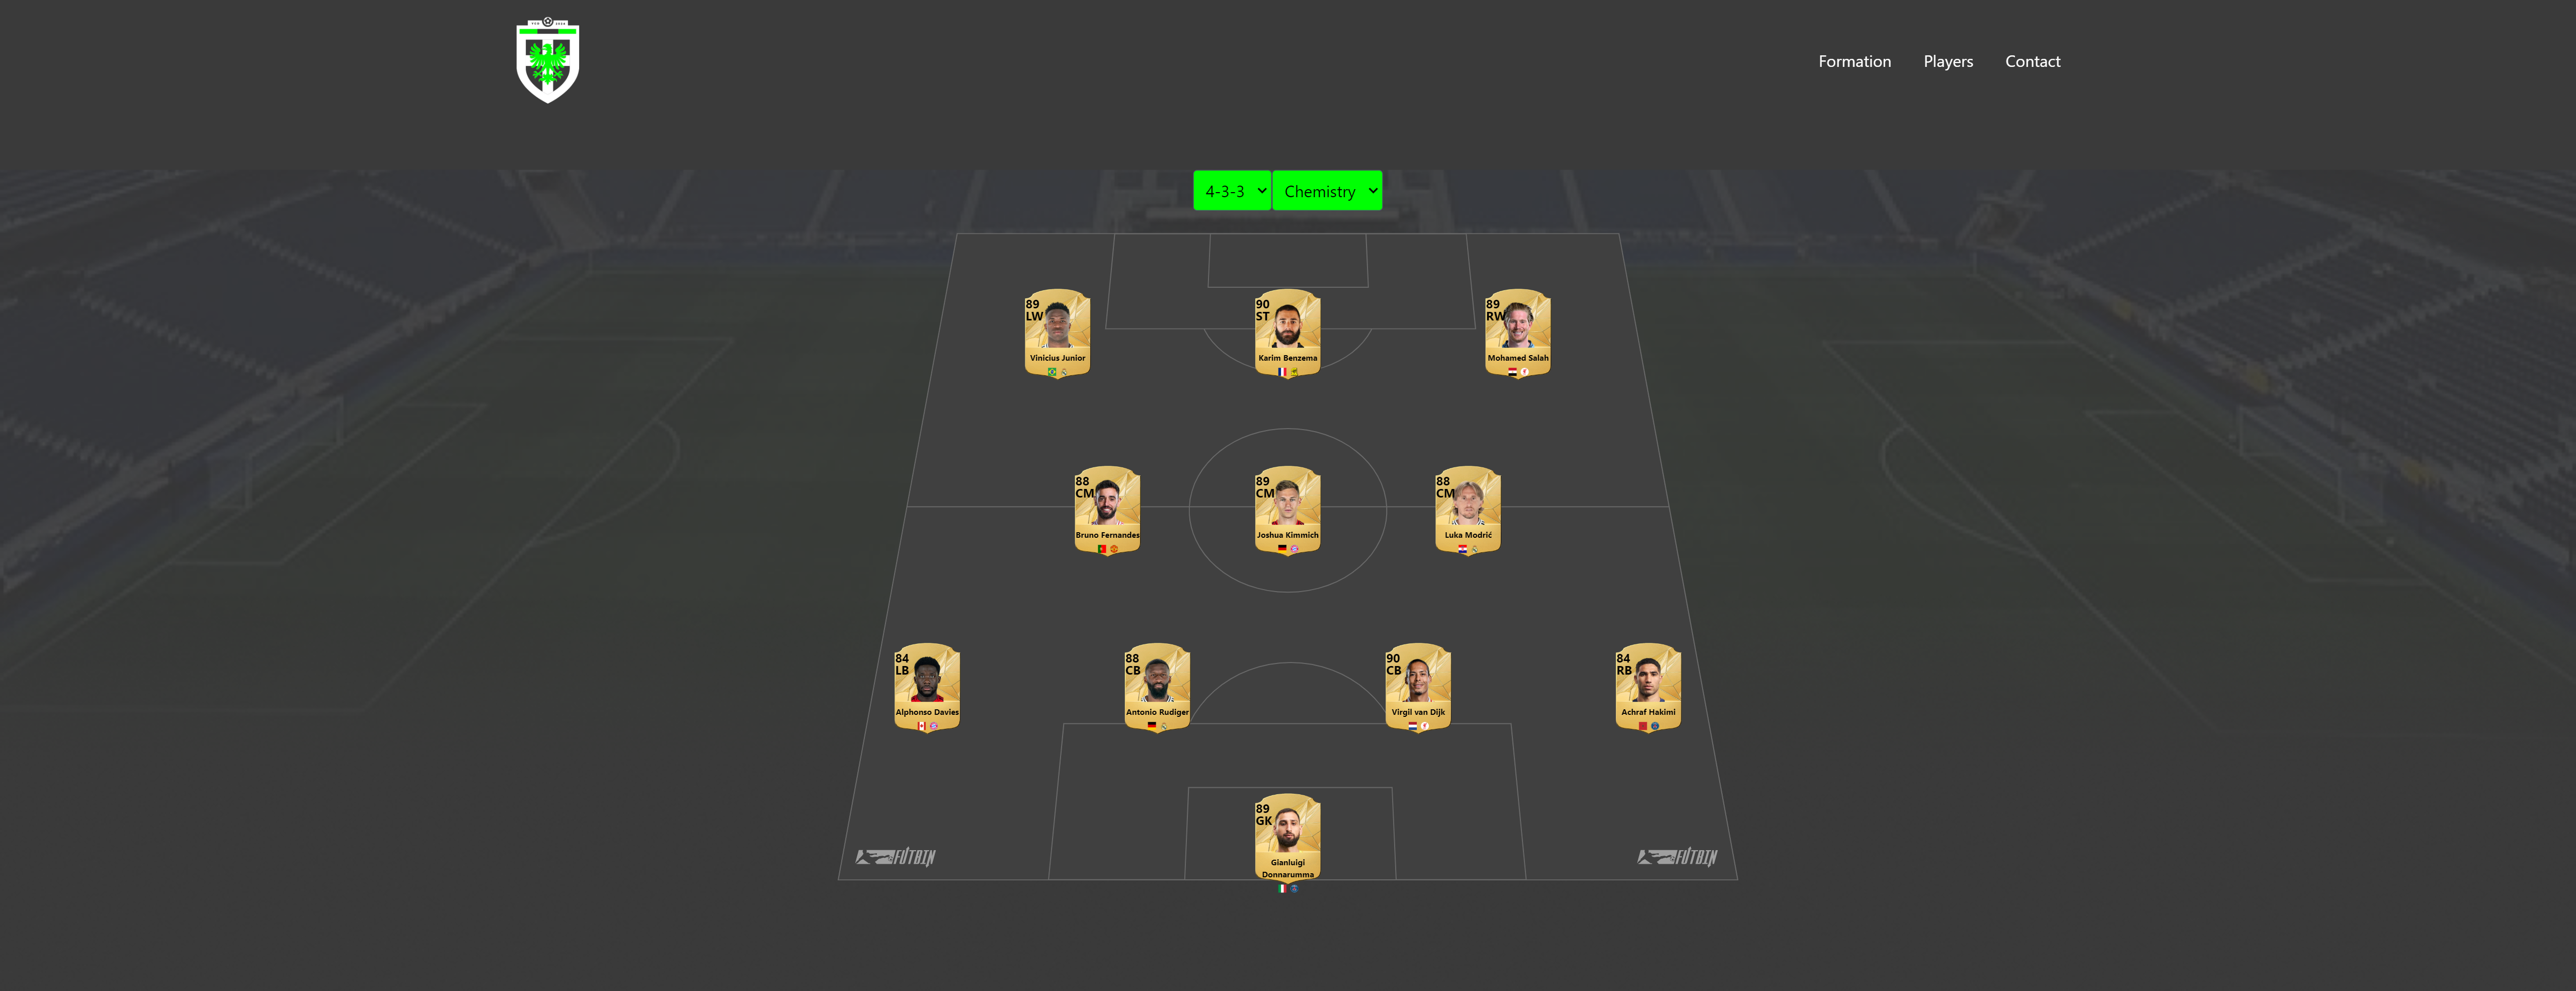 Formation Players Contact
4-3-3 Chemistry
89
LW
Vinicius Junior
90
ST
Karim Benzema
89
RW
Mohamed Salah
88
CM
Bruno Fernandes
89
CM
Joshua Kimmich
88
CM
Luka Modrić
84
LB
Alphonso Davies
88
CB
Antonio Rudiger
90
CB
Virgil van Dijk
84
RB
Achraf Hakimi
89
GK
Gianluigi
Donnarumma
FUTBIN
FUTBIN